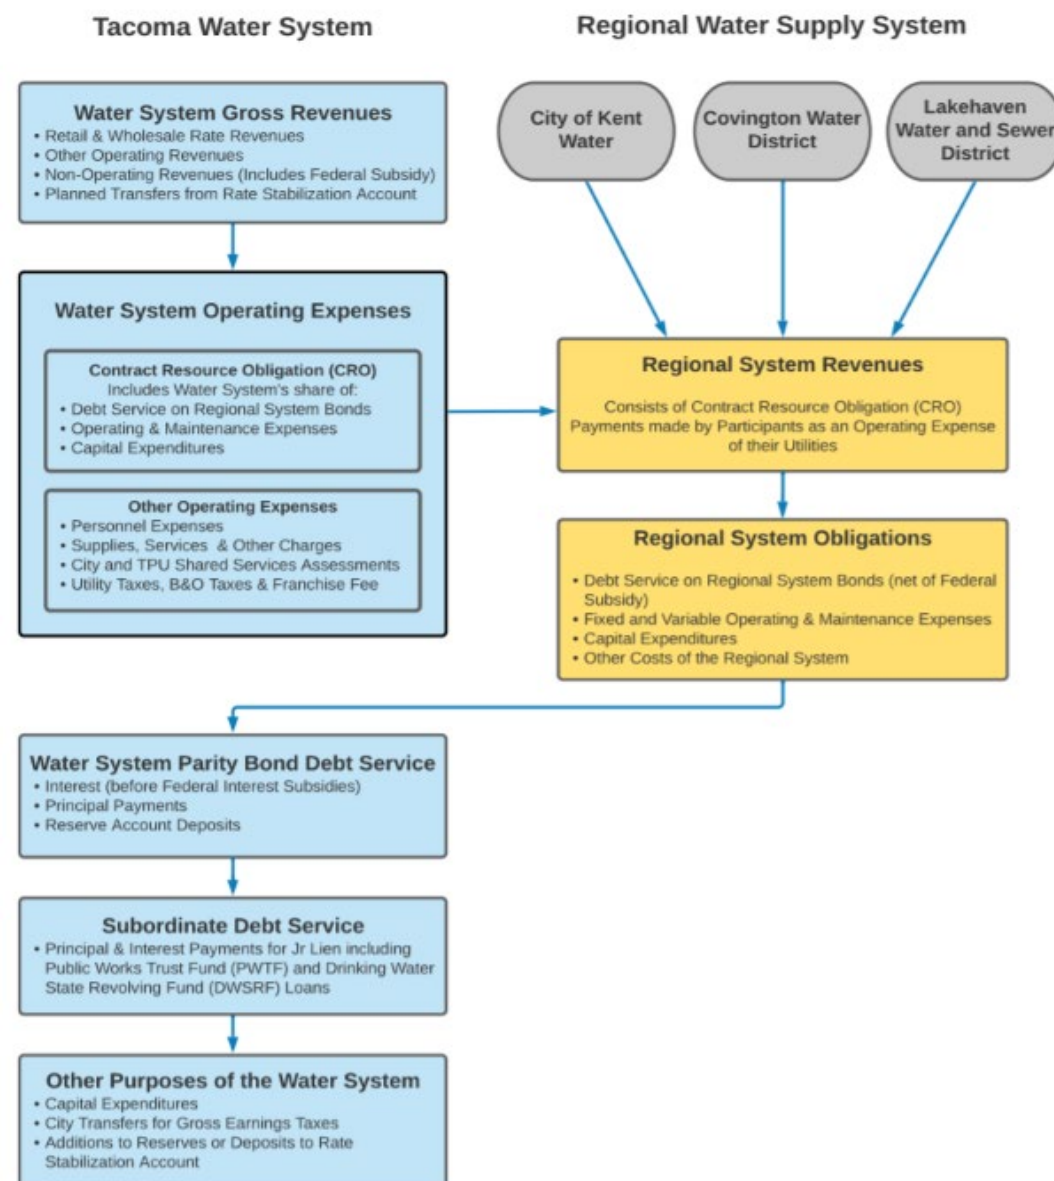 Tacoma Water System
Regional Water Supply System
Water System Gross Revenues
• Retail & Wholesale Rate Revenues
• Other Operating Revenues
• Non-Operating Revenues (Includes Federal Subsidy)
• Planned Transfers from Rate Stabilization Account
City of Kent
Water
Covington Water
District
Lakehaven
Water and Sewer
District
Water System Operating Expenses
Contract Resource Obligation (CRO)
Includes Water System's share of:
• Debt Service on Regional System Bonds
• Operating & Maintenance Expenses
• Capital Expenditures
Other Operating Expenses
• Personnel Expenses
• Supplies, Services & Other Charges
• City and TPU Shared Services Assessments
• Utility Taxes, B&O Taxes & Franchise Fee
Regional System Revenues
Consists of Contract Resource Obligation (CRO)
Payments made by Participants as an Operating Expense
of their Utilities
Regional System Obligations
• Debt Service on Regional System Bonds (net of Federal
Subsidy)
• Fixed and Variable Operating & Maintenance Expenses
• Capital Expenditures
• Other Costs of the Regional System
Water System Parity Bond Debt Service
• Interest (before Federal Interest Subsidies)
• Principal Payments
• Reserve Account Deposits
Subordinate Debt Service
• Principal & Interest Payments for Jr Lien including
Public Works Trust Fund (PWTF) and Drinking Water
State Revolving Fund (DWSRF) Loans
Other Purposes of the Water System
• Capital Expenditures
• City Transfers for Gross Earnings Taxes
• Additions to Reserves or Deposits to Rate
Stabilization Account